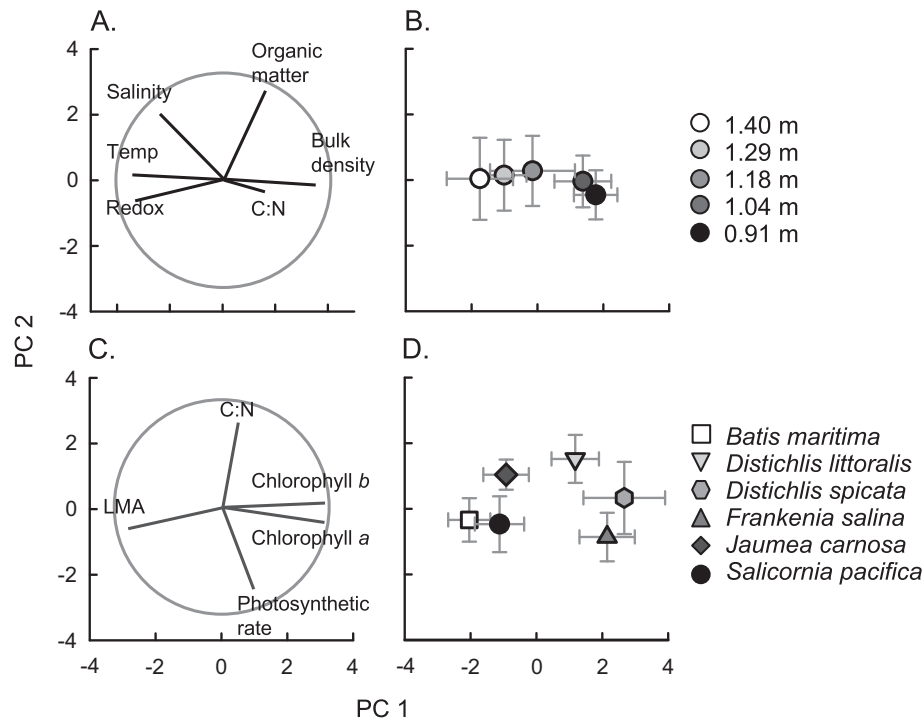 A.
B.
4
2
0
-2
-4
Organic
matter
Salinity
Temp
Bulk
density
Redox
C:N
1.40 m
1.29 m
1.18 m
1.04 m
0.91 m
PC 2
C.
D.
4
2
0
-2
-4
C:N
Chlorophyll b
LMA
Chlorophyll a
Photosynthetic
rate
Batis maritima
Distichlis littoralis
Distichlis spicata
Frankenia salina
Jaumea carnosa
Salicornia pacifica
-4 -2 0 2 4 -4 -2 0 2 4
PC 1